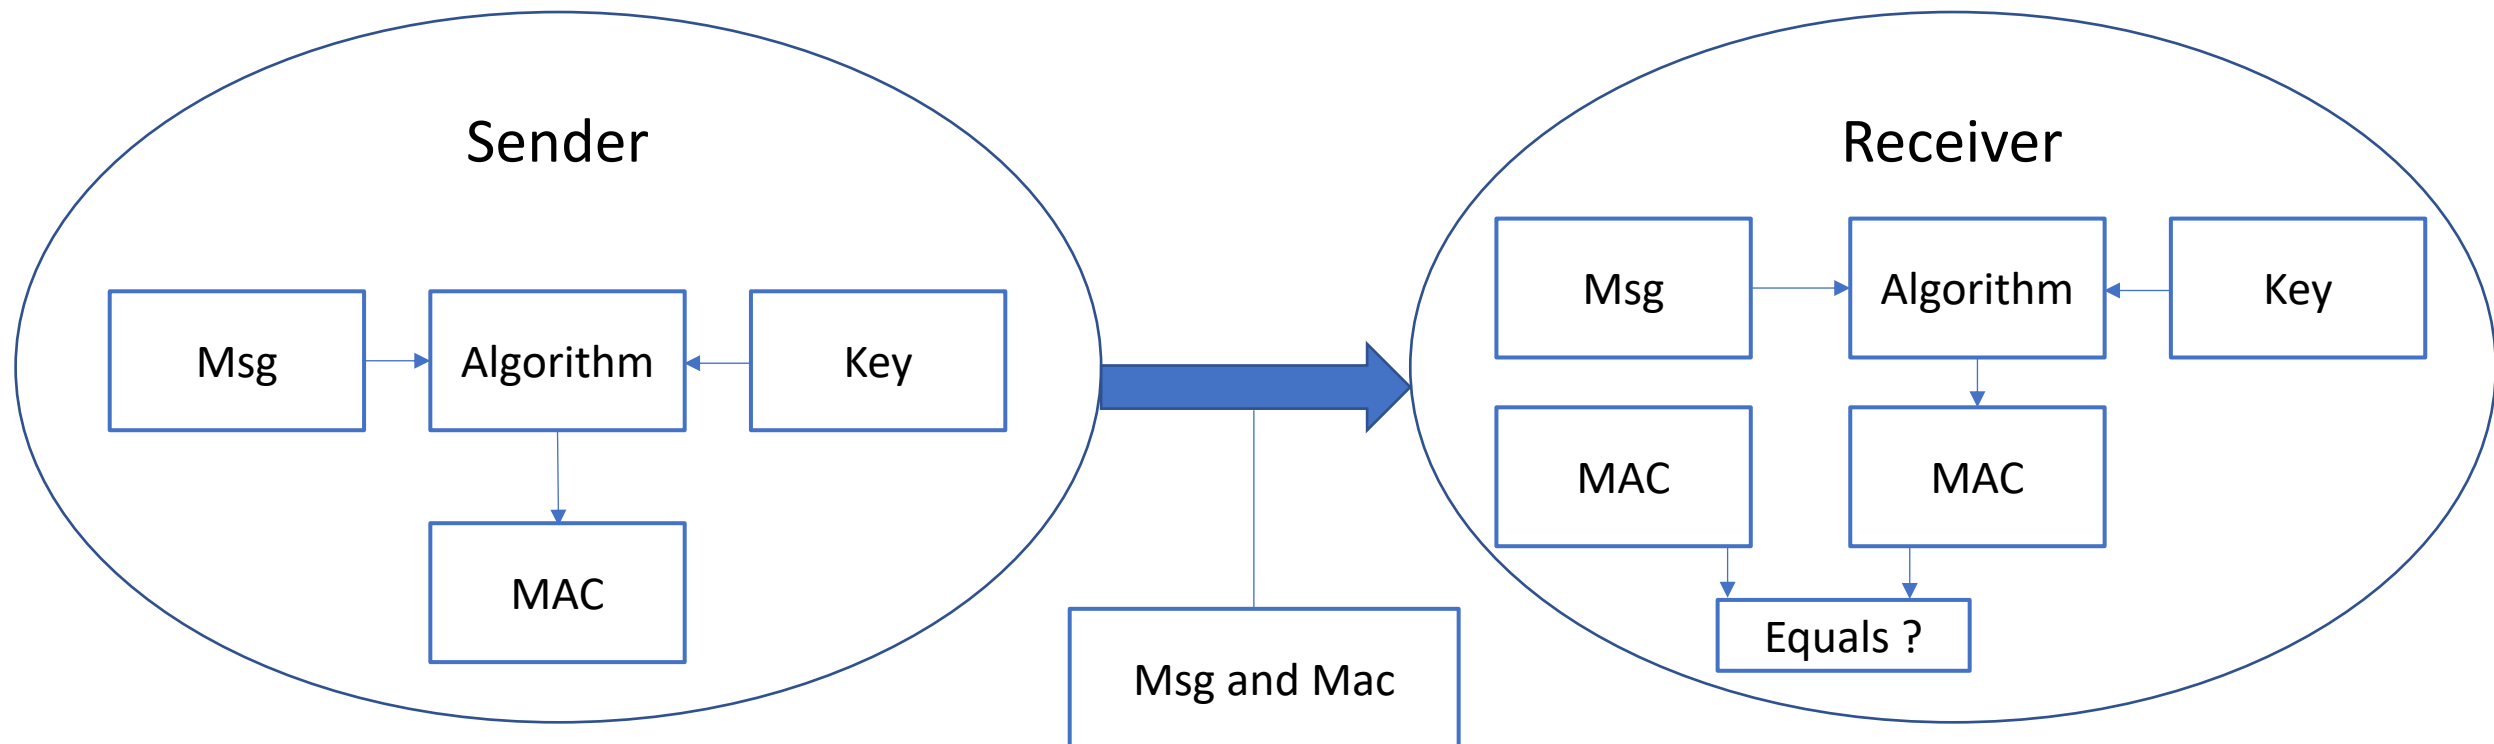 Sender
Msg
Algorithm
Key
MAC
Msg and Mac
Receiver
Msg
Algorithm
Key
MAC
MAC
Equals ?